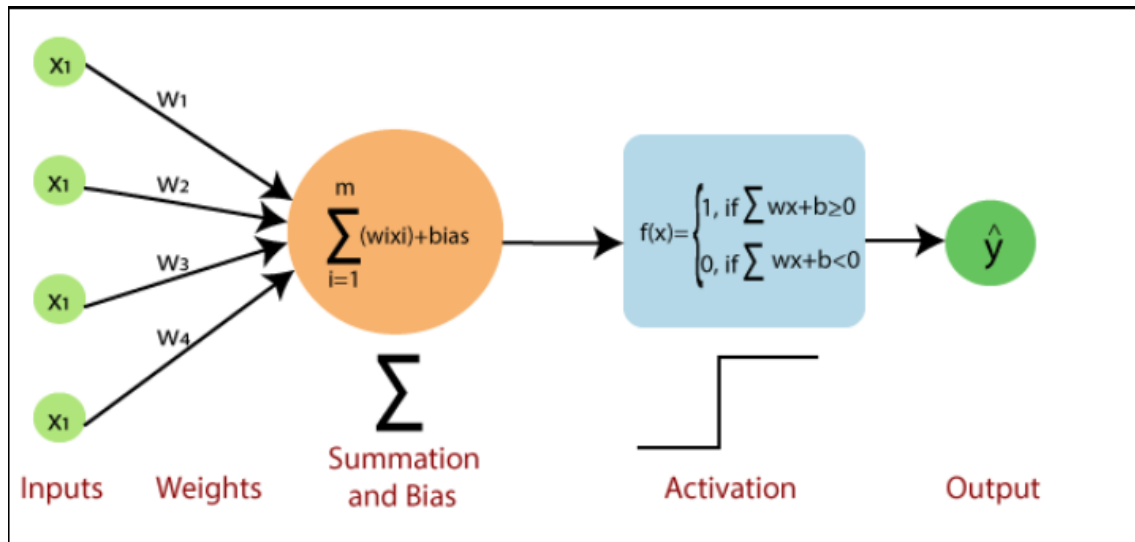 x1
x1
x1
x1
w1
w2
w3
w4
m
∑(wixi)+bias
i=1
f(x)={1, if ∑ wx+b≥0
0, if ∑ wx+b<0
ŷ
∑
Inputs
Weights
Summation
and Bias
Activation
Output